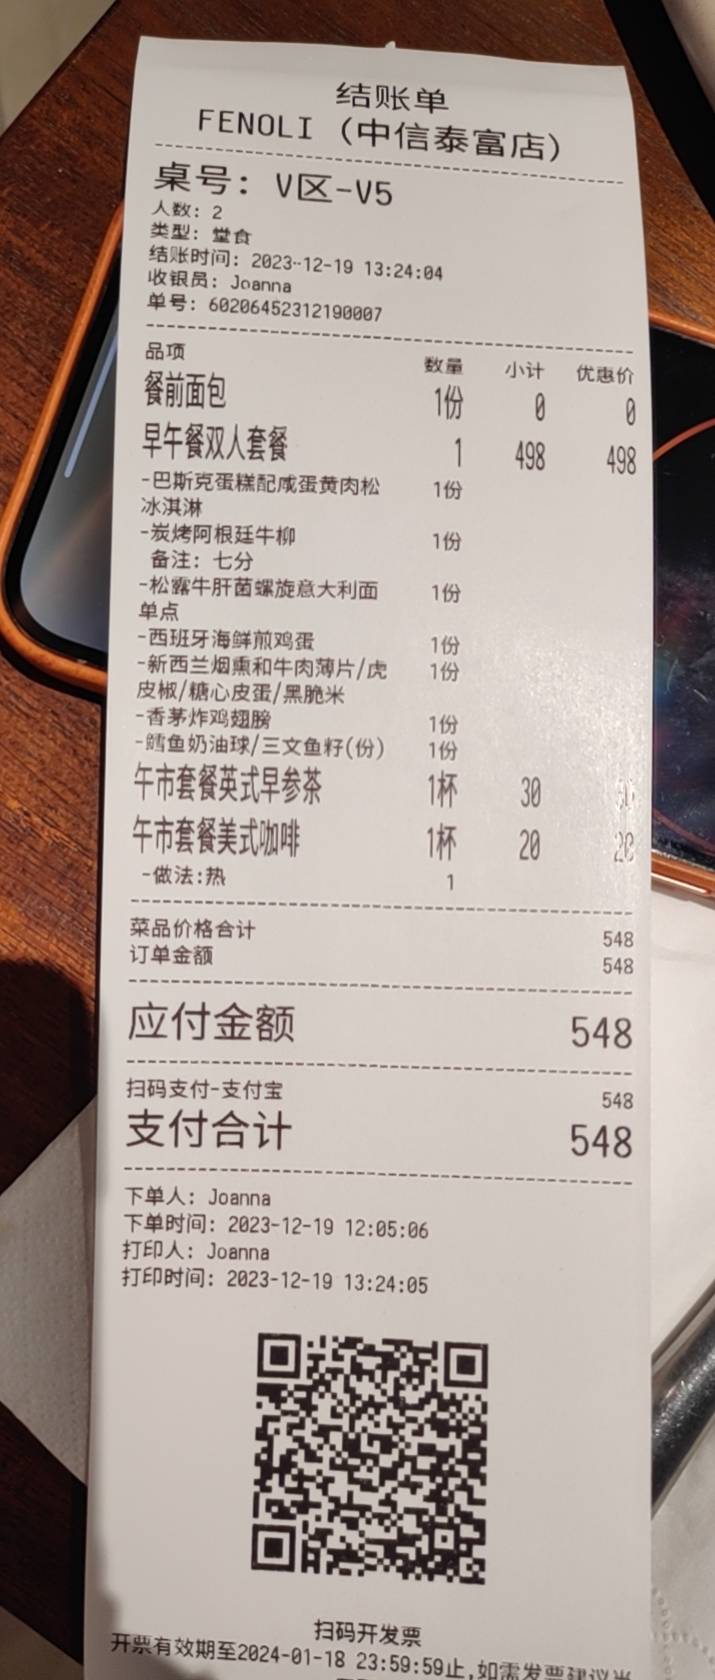 结账单
FENOLI (中信泰富店)
桌号: V区-V5
人数: 2
类型: 堂食
结账时间: 2023-12-19 13:24:04
收银员: Joanna
单号: 60206452312190007
品项 数量 小计 优惠价
餐前面包 1份 0 0
早午餐双人套餐 1 498 498
-巴斯克蛋糕配咸蛋黄肉松 1份
冰淇淋
-炭烤阿根廷牛柳 1份
备注: 七分
-松露牛肝菌螺旋意大利面 1份
单点
-西班牙海鲜煎鸡蛋 1份
-新西兰烟熏和牛肉薄片/虎 1份
皮椒/糖心皮蛋/黑脆米
-香茅炸鸡翅膀 1份
-鳕鱼奶油球/三文鱼籽(份) 1份
午市套餐英式早参茶 1杯 30
午市套餐美式咖啡 1杯 20 20
-做法:热 1
菜品价格合计 548
订单金额 548
应付金额 548
扫码支付-支付宝 548
支付合计 548
下单人: Joanna
下单时间: 2023-12-19 12:05:06
打印人: Joanna
打印时间: 2023-12-19 13:24:05
扫码开发票
开票有效期至2024-01-18 23:59:59止,如需发票建议